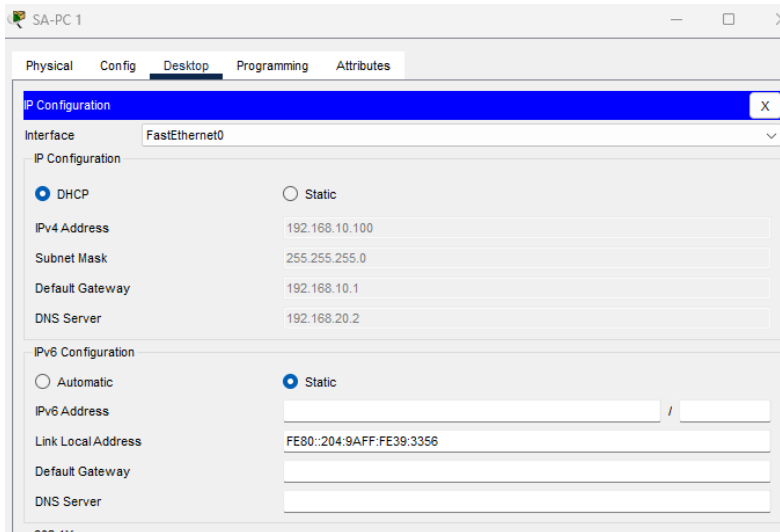 SA-PC 1
Physical Config Desktop Programming Attributes
IP Configuration X
Interface FastEthernet0
IP Configuration
DHCP Static
IPv4 Address 192.168.10.100
Subnet Mask 255.255.255.0
Default Gateway 192.168.10.1
DNS Server 192.168.20.2
IPv6 Configuration
Automatic Static
IPv6 Address /
Link Local Address FE80::204:9AFF:FE39:3356
Default Gateway
DNS Server